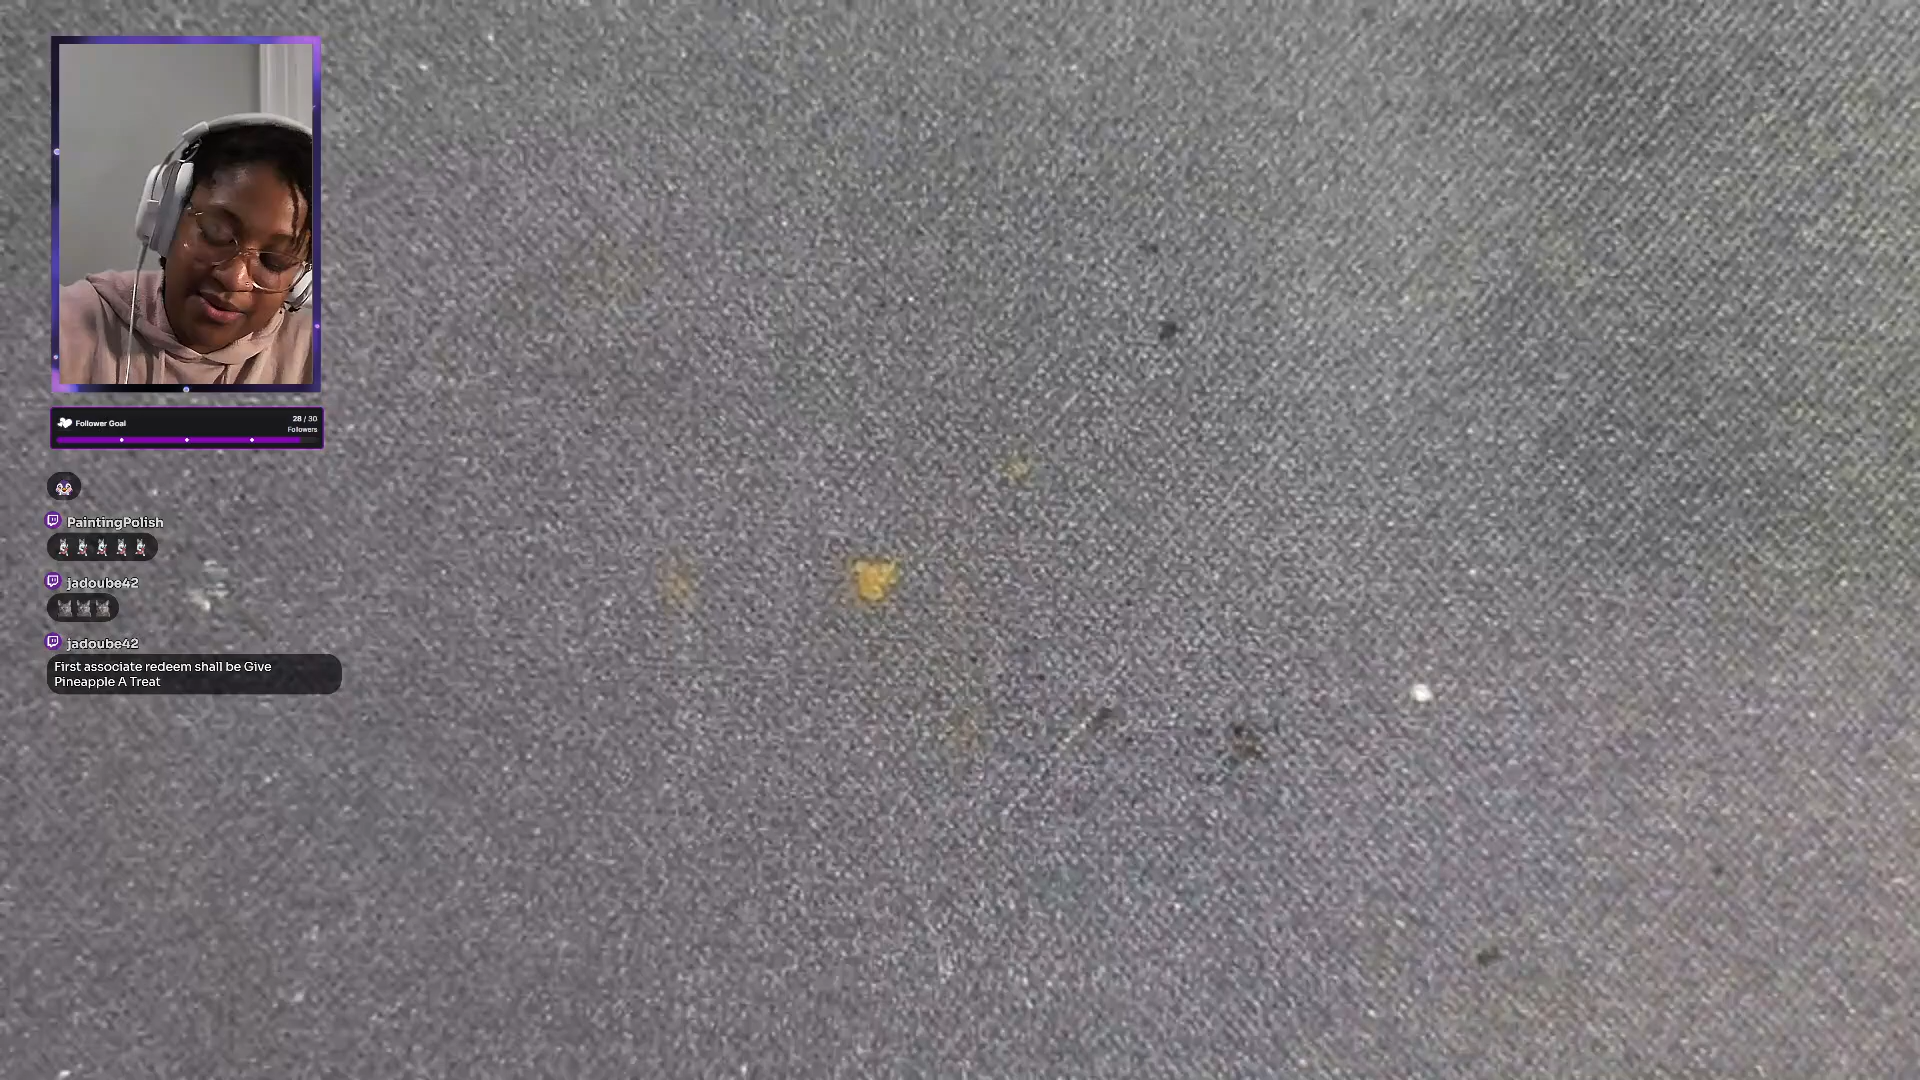 Follower Goal
28 / 30
Followers
PaintingPolish
jadoube42
jadoube42
First associate redeem shall be Give
Pineapple A Treat